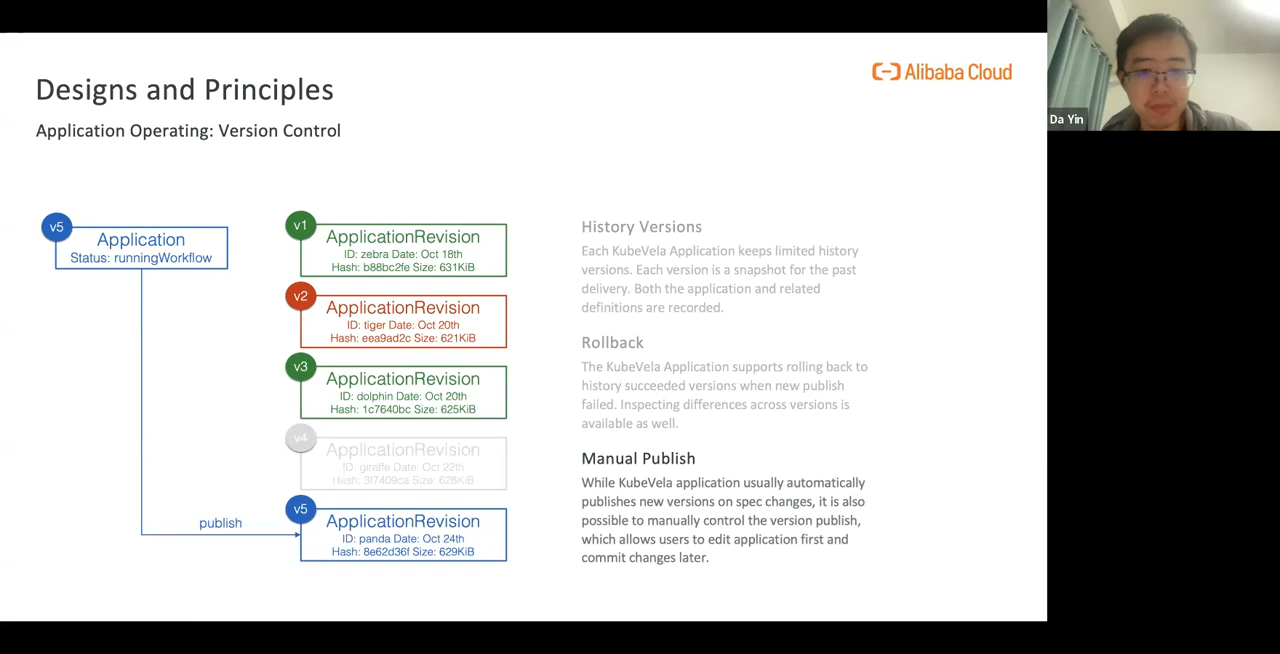 Designs and Principles
Alibaba Cloud
Application Operating: Version Control
Da Yin
v5
Application
Status: runningWorkflow
publish
v1
ApplicationRevision
ID: zebra Date: Oct 18th
Hash: b88bc2fe Size: 631KiB
v2
ApplicationRevision
ID: tiger Date: Oct 20th
Hash: eea9ad2c Size: 621KiB
v3
ApplicationRevision
ID: dolphin Date: Oct 20th
Hash: 1c7640bc Size: 625KiB
v4
ApplicationRevision
ID: giraffe Date: Oct 22th
Hash: 3f7409ca Size: 628KiB
v5
ApplicationRevision
ID: panda Date: Oct 24th
Hash: 8e62d36f Size: 629KiB
History Versions
Each KubeVela Application keeps limited history
versions. Each version is a snapshot for the past
delivery. Both the application and related
definitions are recorded.
Rollback
The KubeVela Application supports rolling back to
history succeeded versions when new publish
failed. Inspecting differences across versions is
available as well.
Manual Publish
While KubeVela application usually automatically
publishes new versions on spec changes, it is also
possible to manually control the version publish,
which allows users to edit application first and
commit changes later.